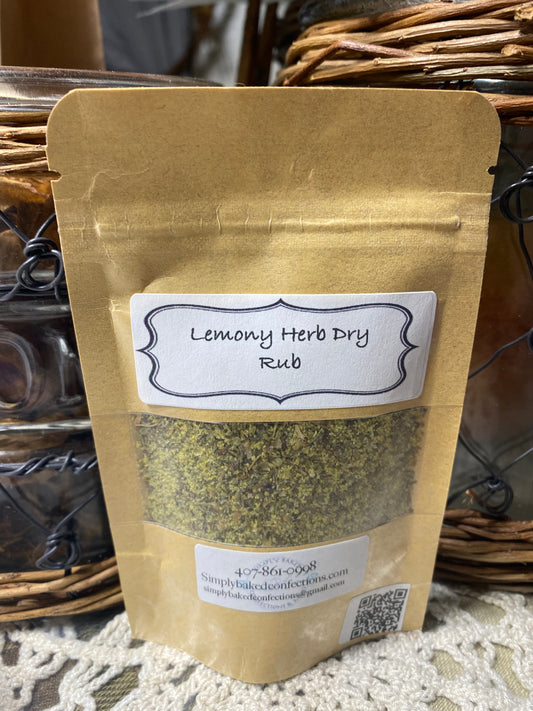 Lemony Herb Dry
Rub
407-861-0998
Simplybakedconfections.com
simplybakedconfections@gmail.com